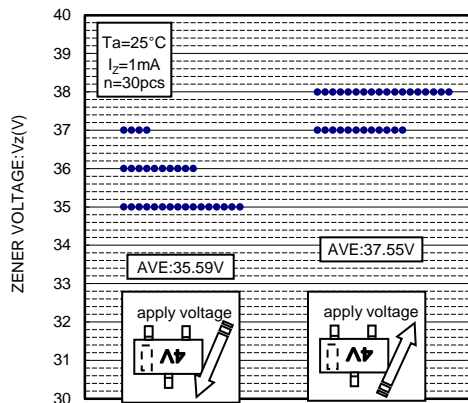 40
39
38
37
36
35
34
33
32
31
30
ZENER VOLTAGE:Vz(V)
Ta=25°C
IZ=1mA
n=30pcs
AVE:35.59V
AVE:37.55V
apply voltage
4V
apply voltage
4V